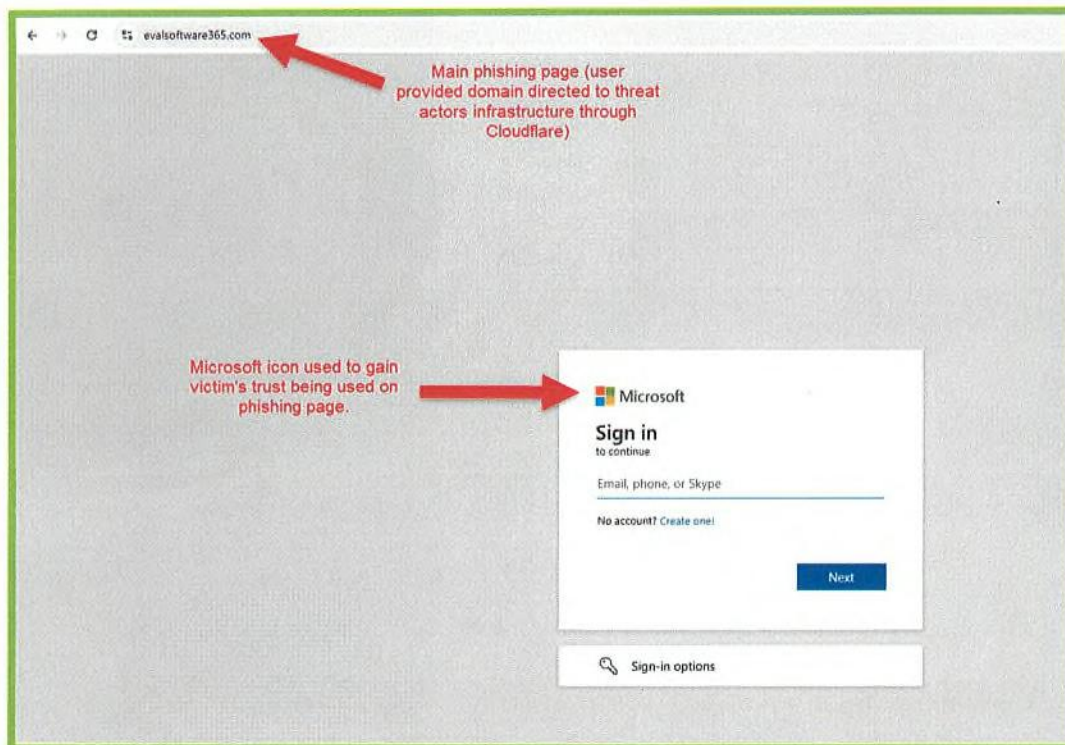 evalsoftware365.com
Main phishing page (user
provided domain directed to threat
actors infrastructure through
Cloudflare)
Microsoft icon used to gain
victim's trust being used on
phishing page.
Microsoft
Sign in
to continue
Email, phone, or Skype
No account? Create one!
Next
Sign-in options